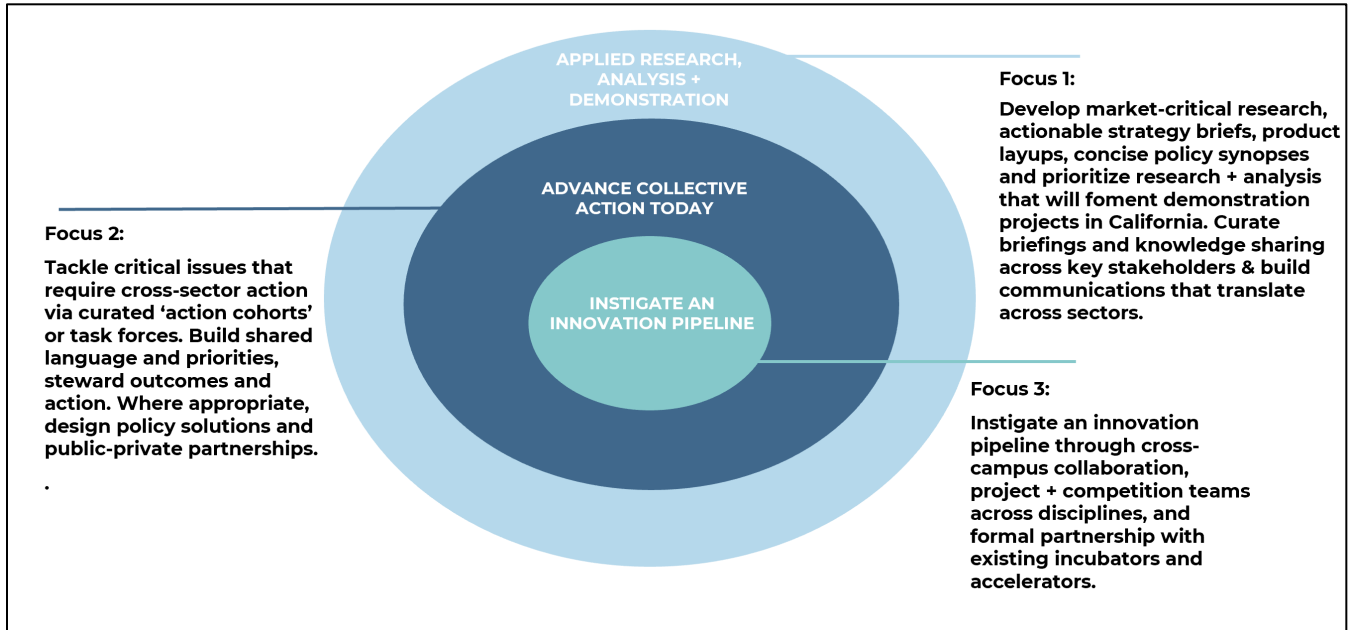 APPLIED RESEARCH,
ANALYSIS +
DEMONSTRATION
Focus 1:
Develop market-critical research,
actionable strategy briefs, product
layups, concise policy synopses
and prioritize research + analysis
that will foment demonstration
projects in California. Curate
briefings and knowledge sharing
across key stakeholders & build
communications that translate
across sectors.
ADVANCE COLLECTIVE
ACTION TODAY
Focus 2:
Tackle critical issues that
require cross-sector action
via curated ‘action cohorts’
or task forces. Build shared
language and priorities,
steward outcomes and
action. Where appropriate,
design policy solutions and
public-private partnerships.
.
INSTIGATE AN
INNOVATION PIPELINE
Focus 3:
Instigate an innovation
pipeline through cross-
campus collaboration,
project + competition teams
across disciplines, and
formal partnership with
existing incubators and
accelerators.